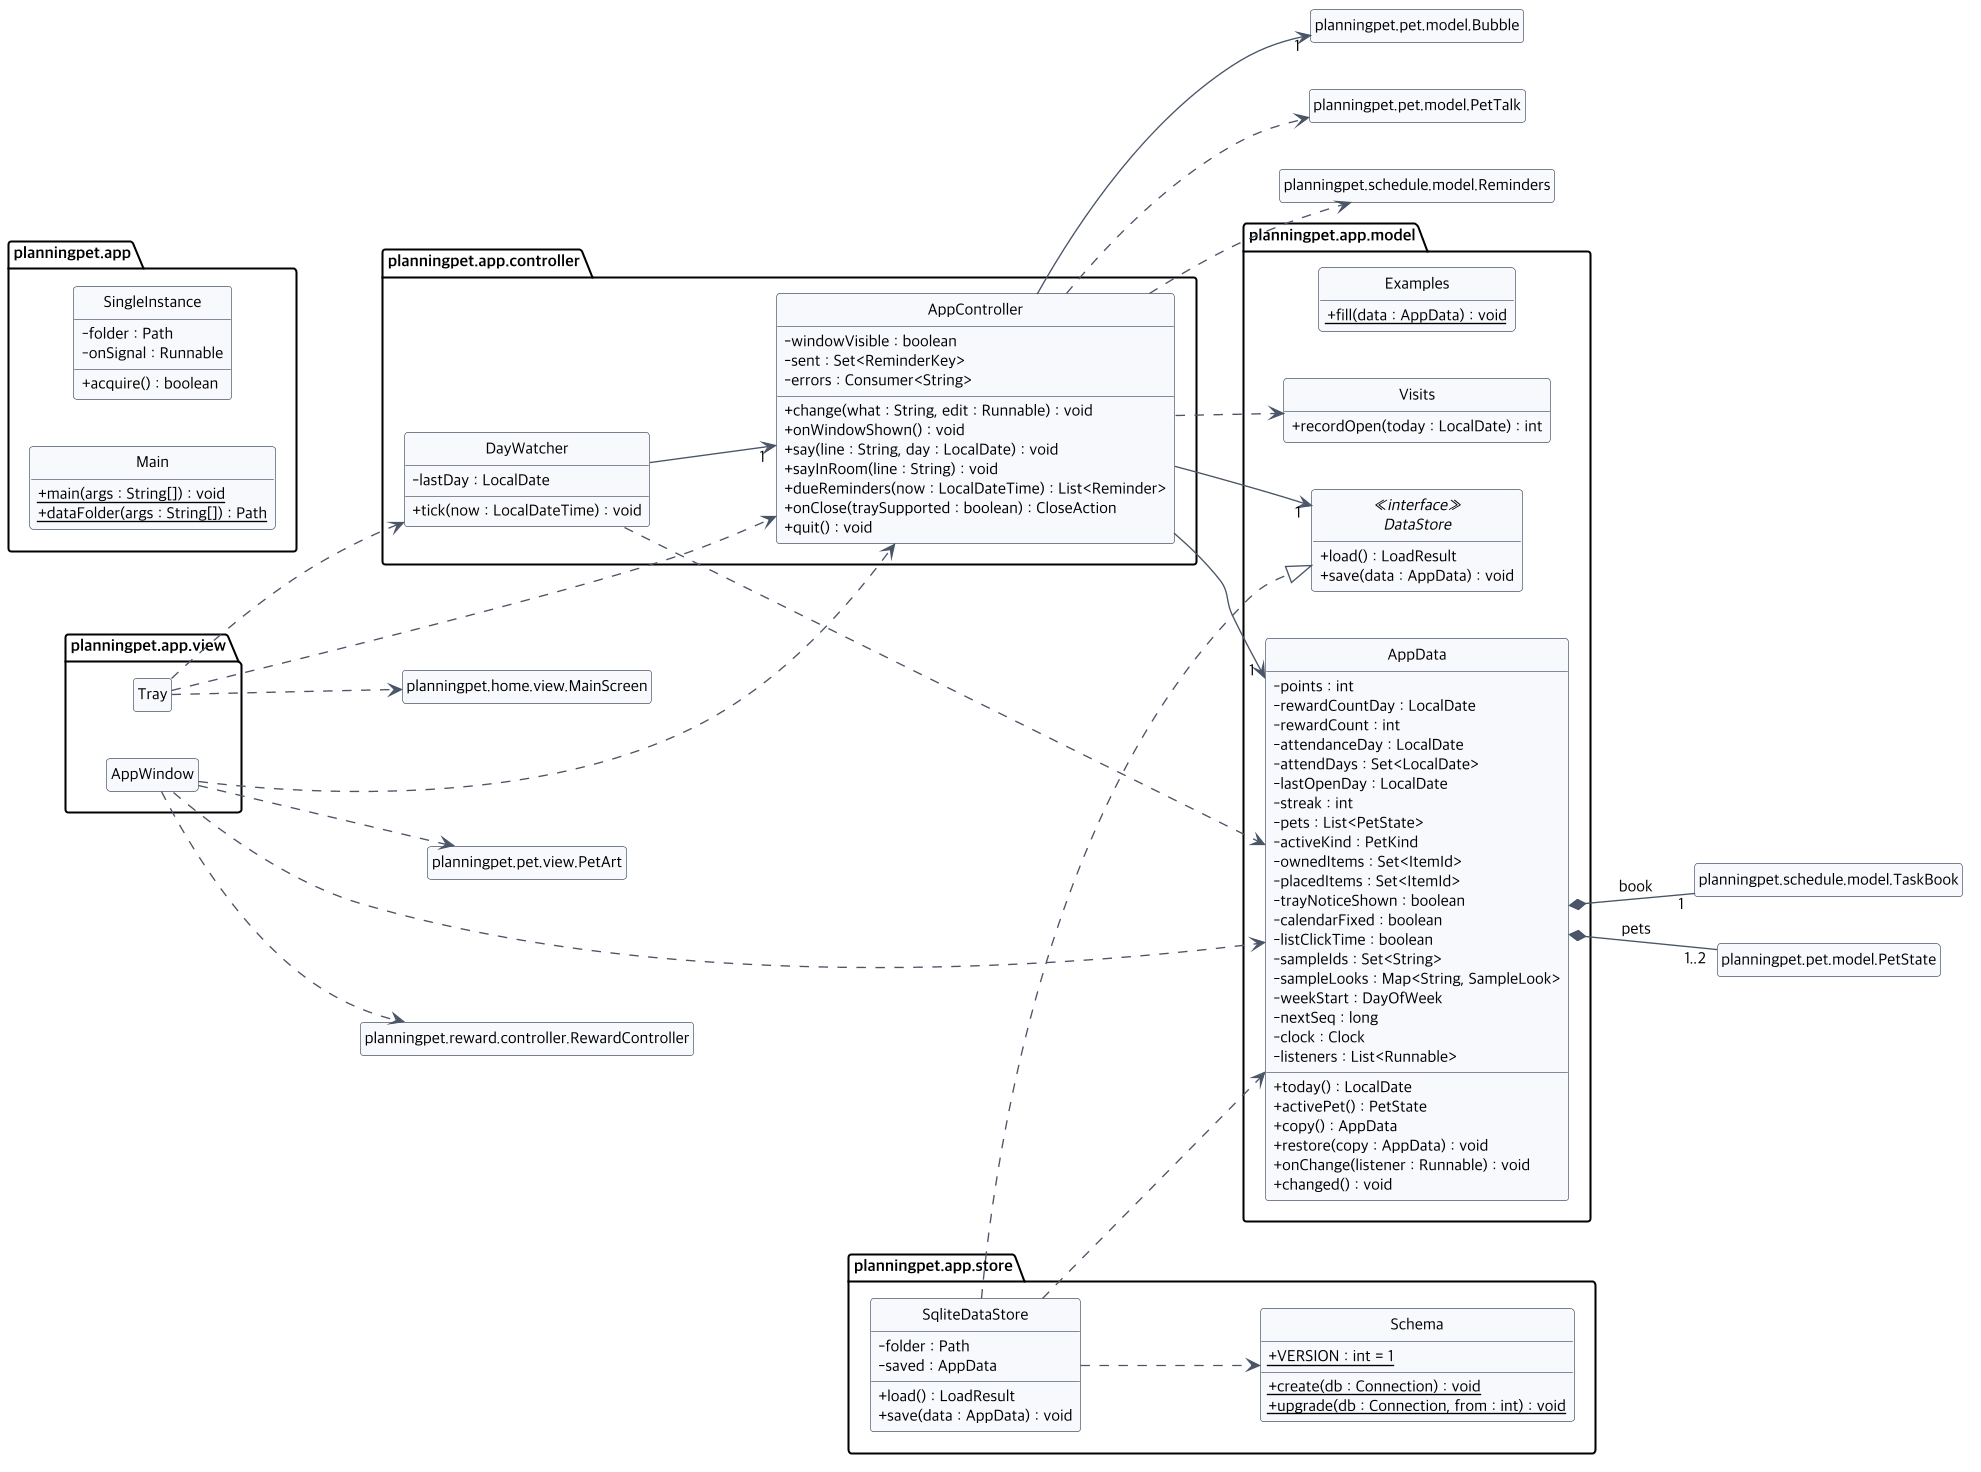 planningpet.pet.model.Bubble
1
planningpet.pet.model.PetTalk
planningpet.schedule.model.Reminders
planningpet.app
SingleInstance
-folder : Path
-onSignal : Runnable
+acquire() : boolean
Main
+main(args : String[]) : void
+dataFolder(args : String[]) : Path
planningpet.app.controller
DayWatcher
-lastDay : LocalDate
+tick(now : LocalDateTime) : void
1
AppController
-windowVisible : boolean
-sent : Set<ReminderKey>
-errors : Consumer<String>
+change(what : String, edit : Runnable) : void
+onWindowShown() : void
+say(line : String, day : LocalDate) : void
+sayInRoom(line : String) : void
+dueReminders(now : LocalDateTime) : List<Reminder>
+onClose(traySupported : boolean) : CloseAction
+quit() : void
planningpet.app.model
Examples
+fill(data : AppData) : void
Visits
+recordOpen(today : LocalDate) : int
1
«interface»
DataStore
+load() : LoadResult
+save(data : AppData) : void
1
AppData
-points : int
-rewardCountDay : LocalDate
-rewardCount : int
-attendanceDay : LocalDate
-attendDays : Set<LocalDate>
-lastOpenDay : LocalDate
-streak : int
-pets : List<PetState>
-activeKind : PetKind
-ownedItems : Set<ItemId>
-placedItems : Set<ItemId>
-trayNoticeShown : boolean
-calendarFixed : boolean
-listClickTime : boolean
-sampleIds : Set<String>
-sampleLooks : Map<String, SampleLook>
-weekStart : DayOfWeek
-nextSeq : long
-clock : Clock
-listeners : List<Runnable>
+today() : LocalDate
+activePet() : PetState
+copy() : AppData
+restore(copy : AppData) : void
+onChange(listener : Runnable) : void
+changed() : void
planningpet.app.view
Tray
AppWindow
planningpet.home.view.MainScreen
planningpet.pet.view.PetArt
planningpet.reward.controller.RewardController
book
1
planningpet.schedule.model.TaskBook
pets
1..2
planningpet.pet.model.PetState
planningpet.app.store
SqliteDataStore
-folder : Path
-saved : AppData
+load() : LoadResult
+save(data : AppData) : void
Schema
+VERSION : int = 1
+create(db : Connection) : void
+upgrade(db : Connection, from : int) : void